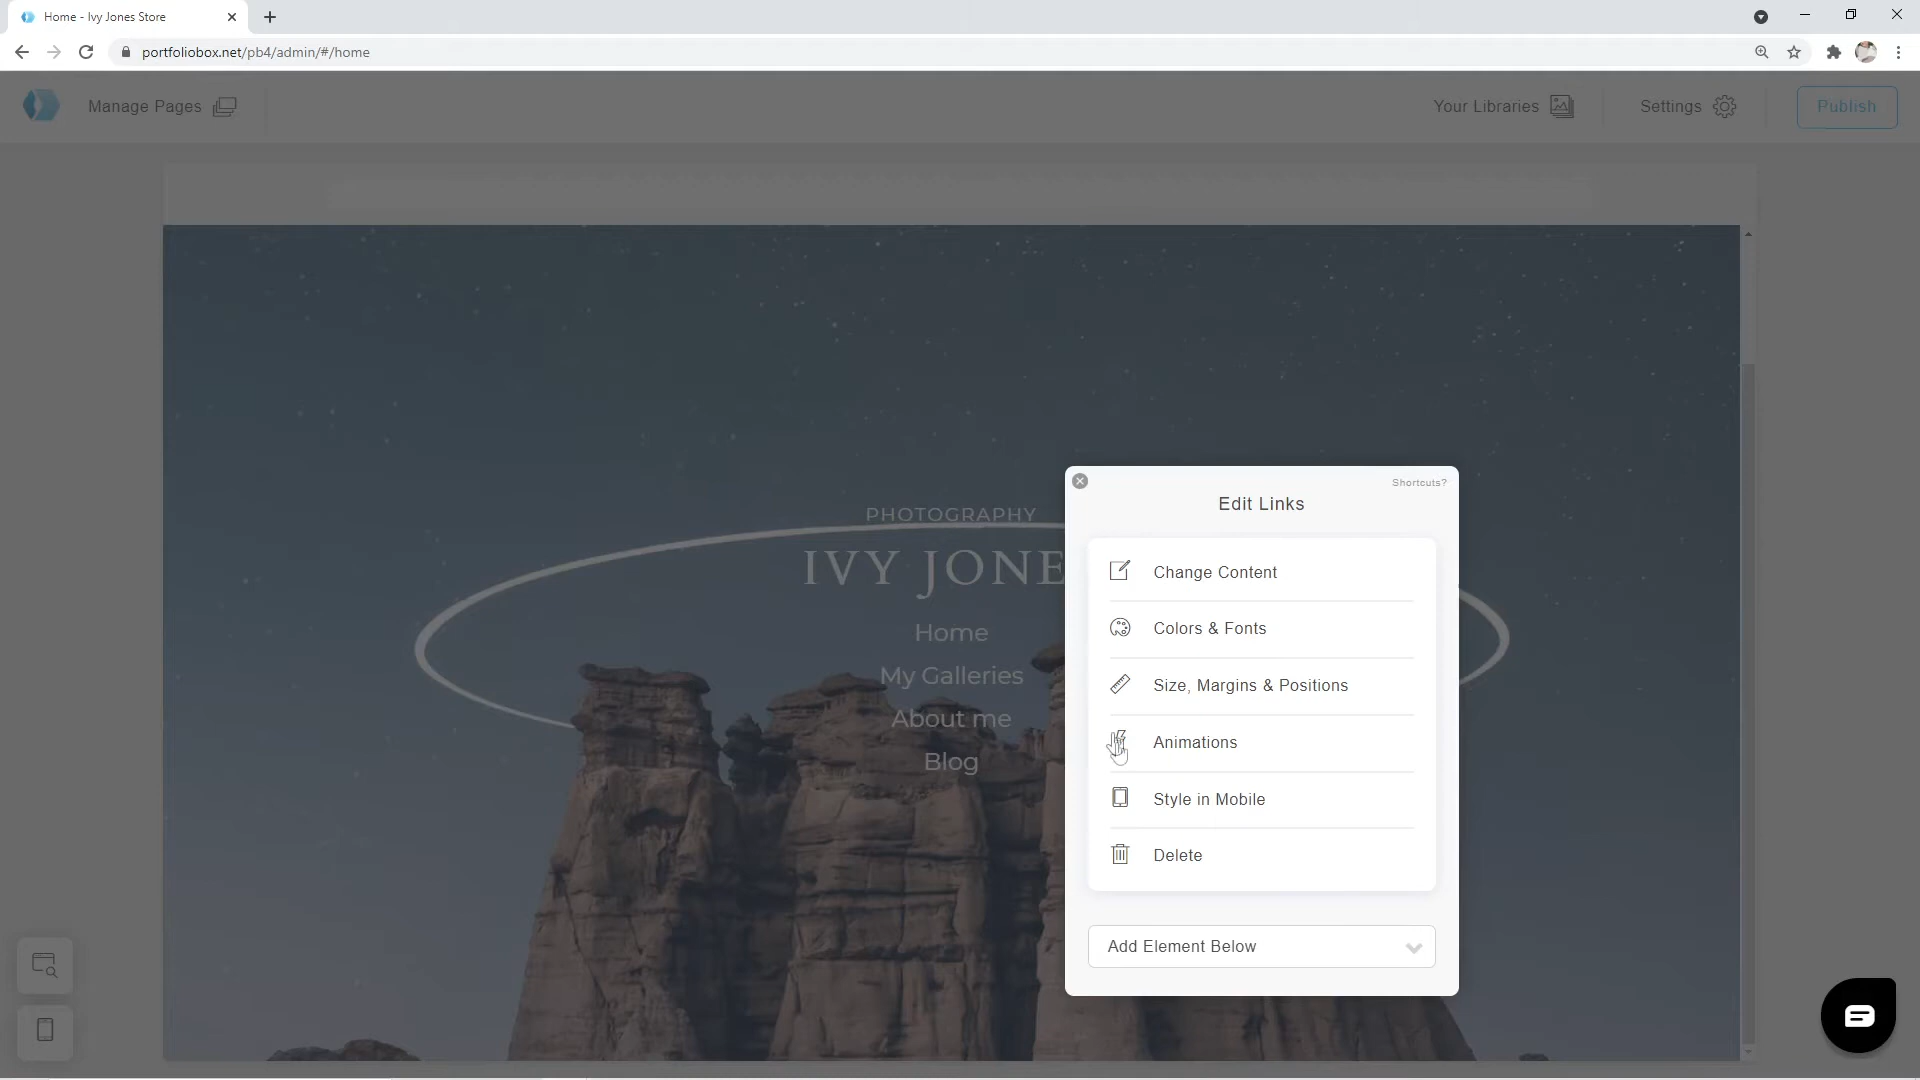 Home - Ivy Jones Store
portfoliobox.net/pb4/admin/#/home
Manage Pages
Your Libraries
Settings
Publish
PHOTOGRAPHY
IVY JONE
Home
My Galleries
About me
Blog
Shortcuts?
Edit Links
Change Content
Colors & Fonts
Size, Margins & Positions
Animations
Style in Mobile
Delete
Add Element Below